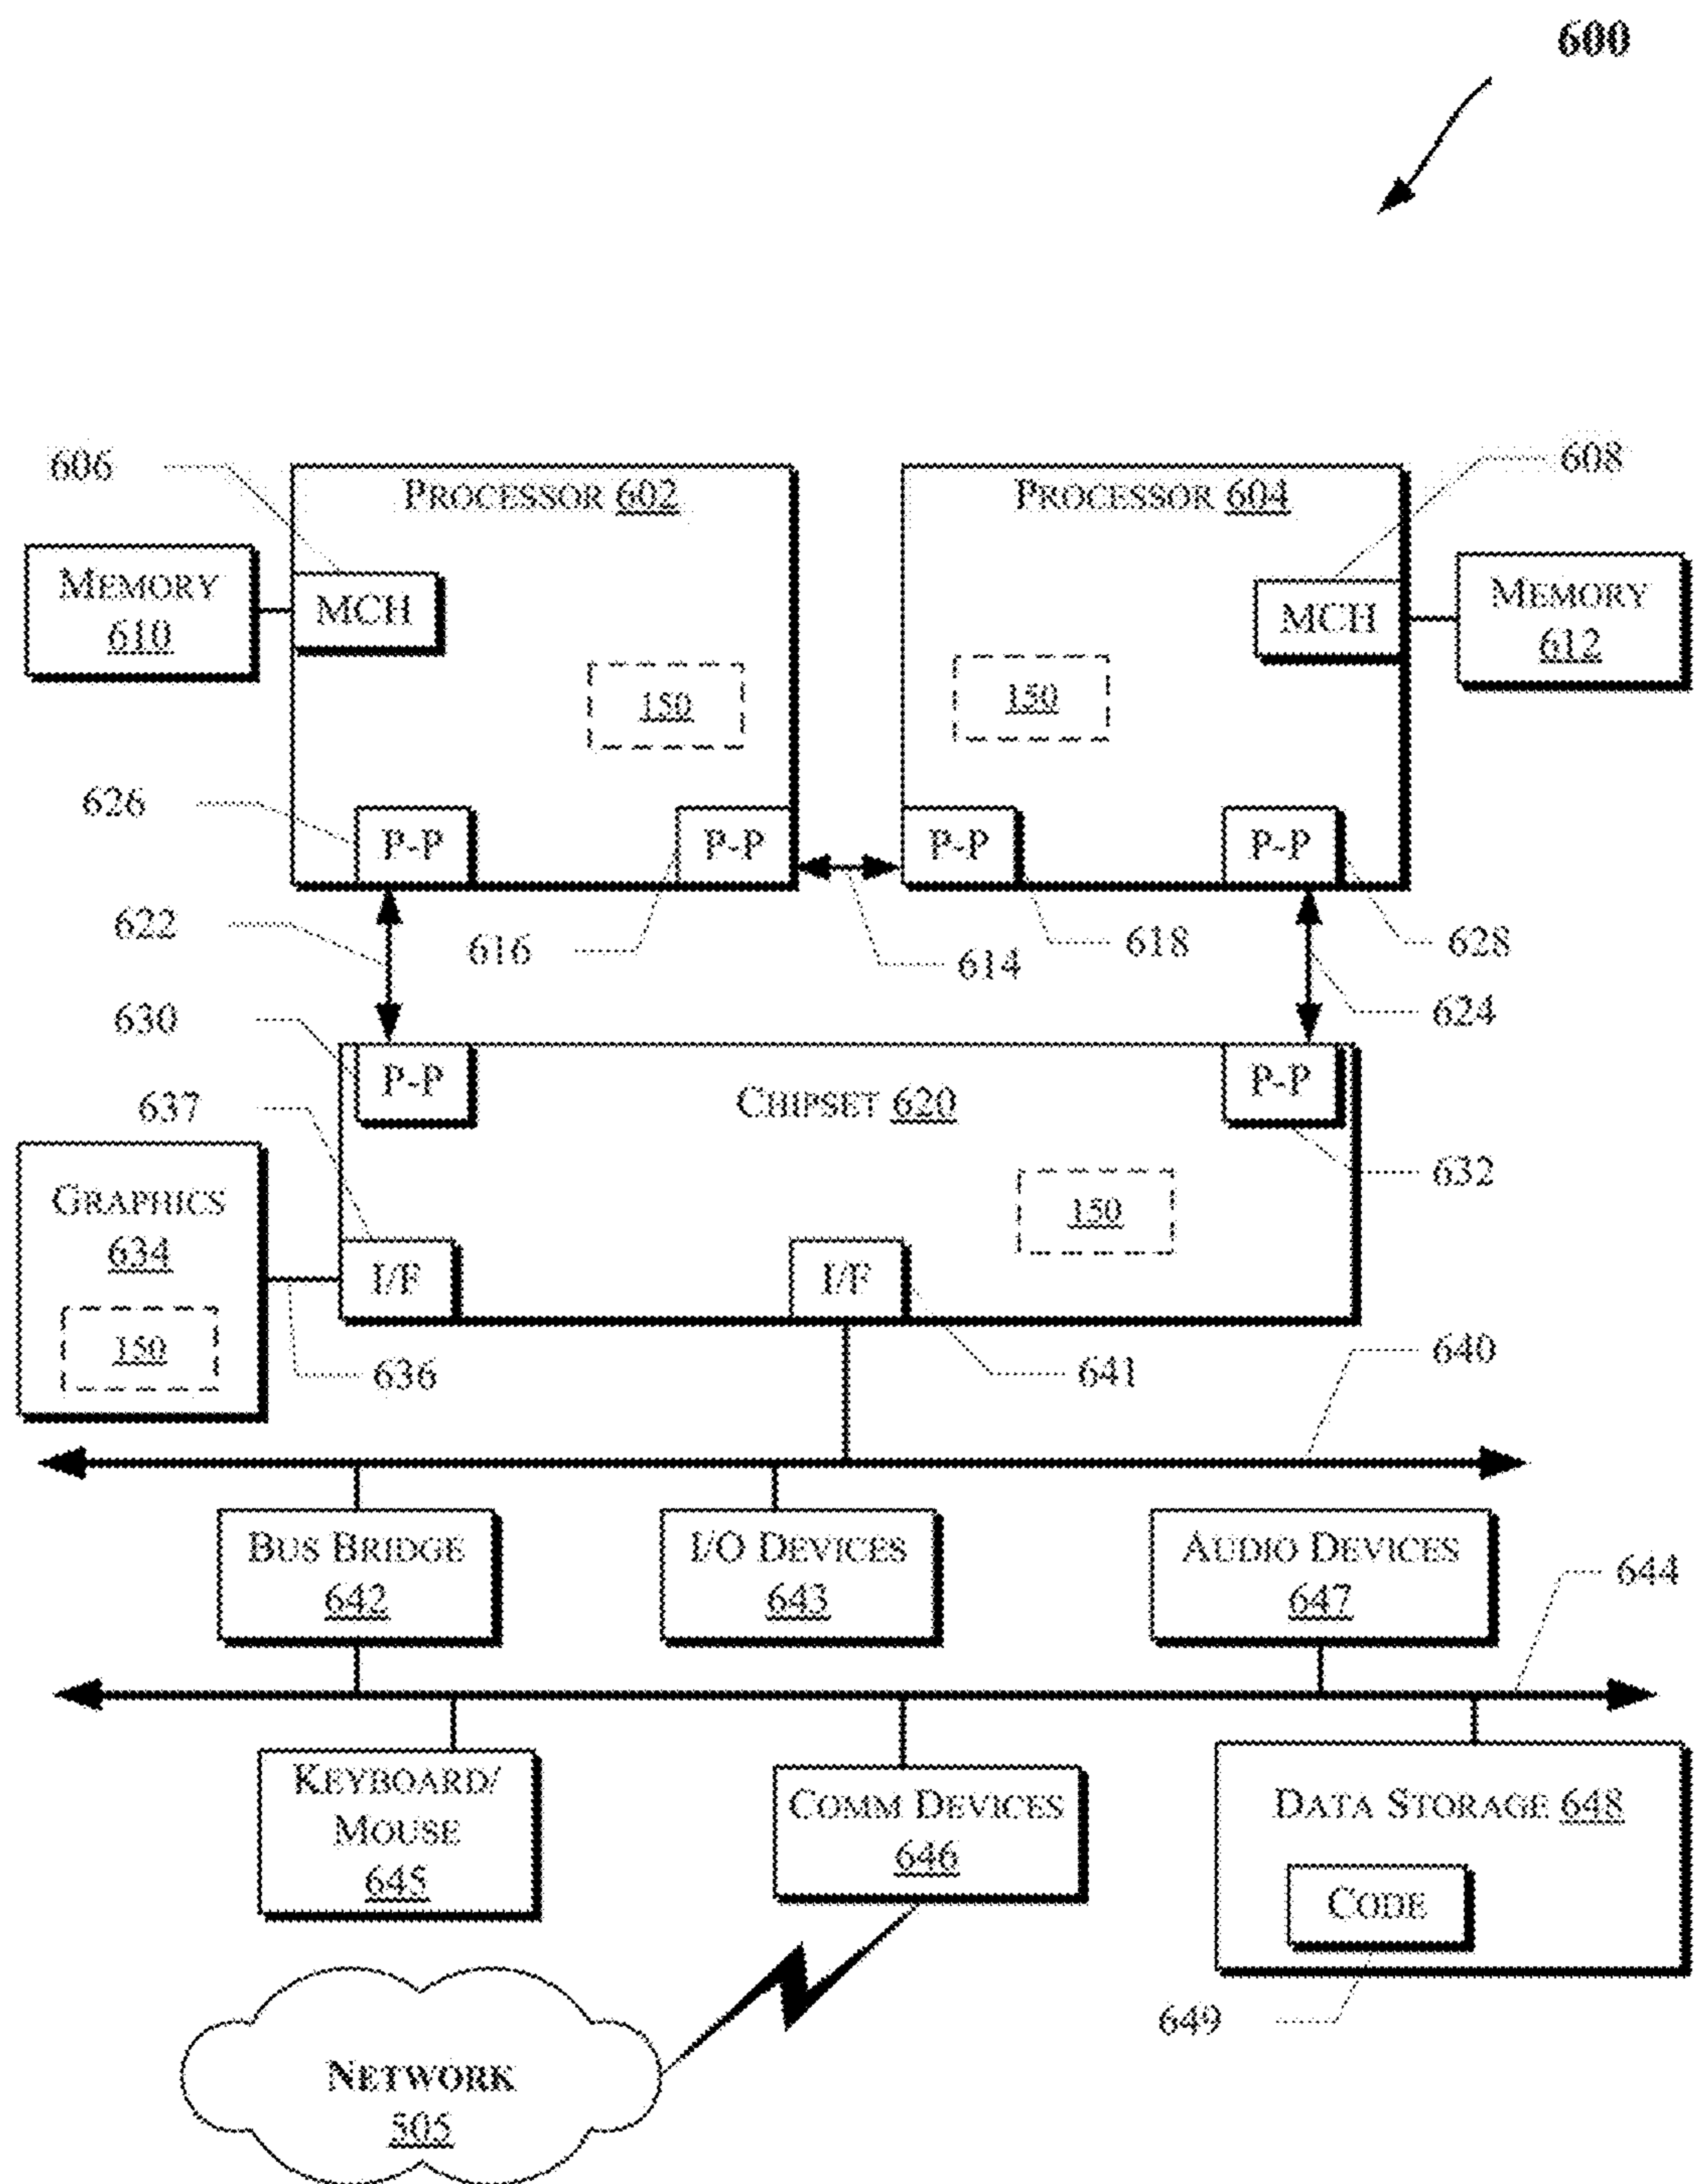 600
606
PROCESSOR 602
PROCESSOR 604
608
MEMORY
610
MCH
MCH
MEMORY
612
150
150
626
P-P
P-P
P-P
P-P
622
616
614
618
628
624
630
P-P
CHIPSET 620
P-P
637
632
GRAPHICS
634
150
I/F
I/F
150
636
641
640
BUS BRIDGE
642
I/O DEVICES
643
AUDIO DEVICES
647
644
KEYBOARD/
MOUSE
645
COMM DEVICES
646
DATA STORAGE 648
CODE
649
NETWORK
505